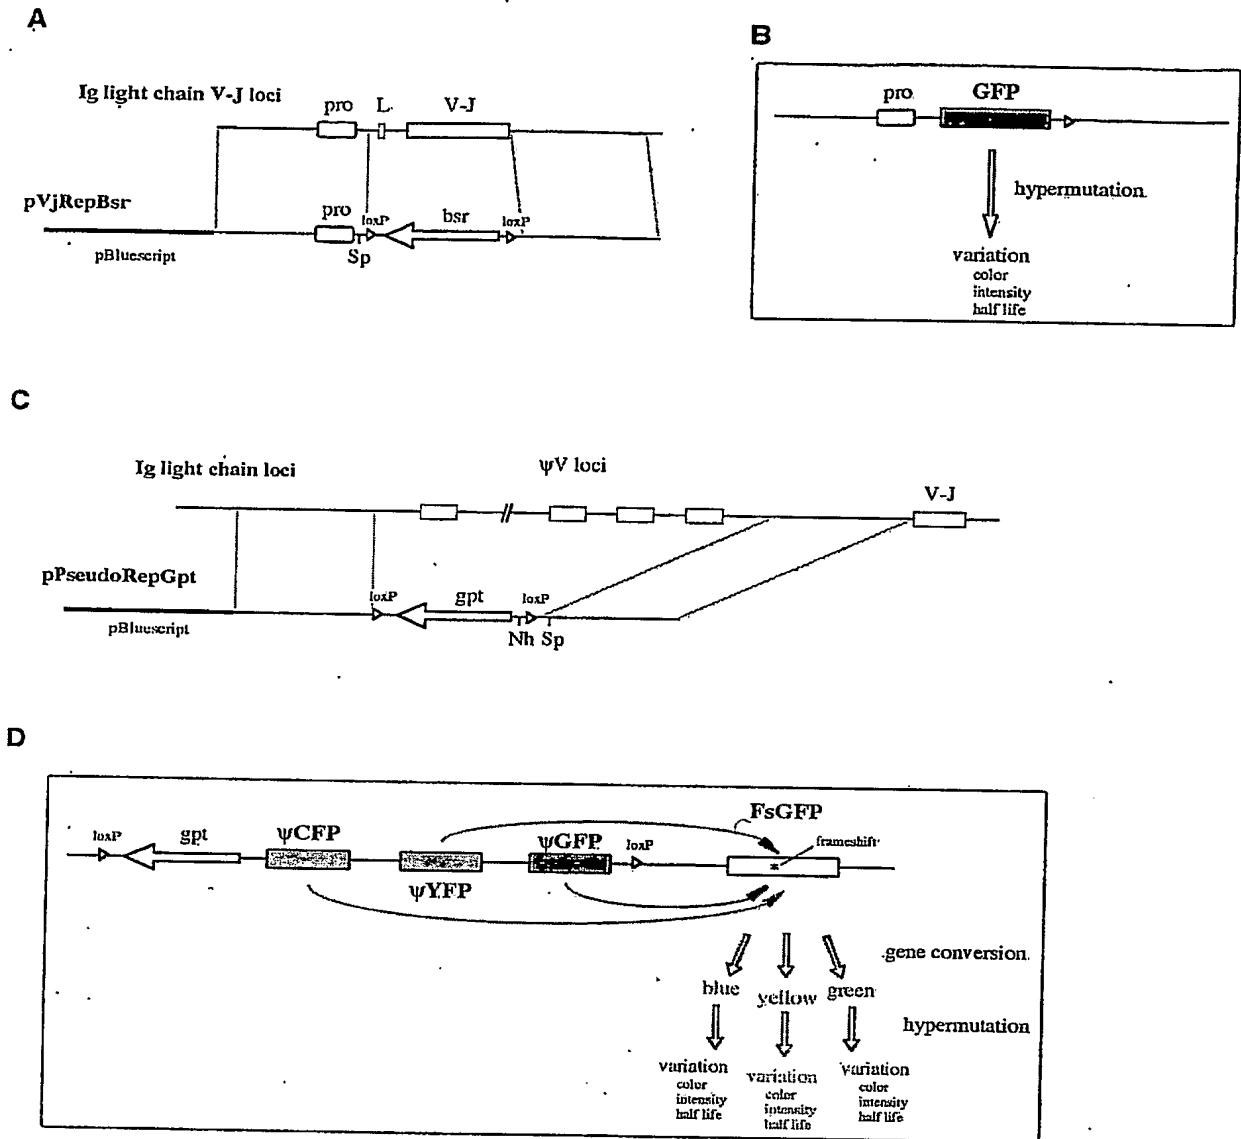 A
Ig light chain V-J loci
pro
L
V-J
pVjRepBsr
pro
loxP
bsr
loxP
pBluescript
Sp
B
pro
GFP
hypermutation
variation
color
intensity
half life
C
Ig light chain loci
ψV loci
V-J
pPseudoRepGpt
loxP
gpt
loxP
pBluescript
Nh Sp
D
loxP
gpt
ψCFP
ψYFP
ψGFP
loxP
FsGFP
frameshift
*
gene conversion
blue
yellow
green
hypermutation
variation
color
intensity
half life
variation
color
intensity
half life
variation
color
intensity
half life